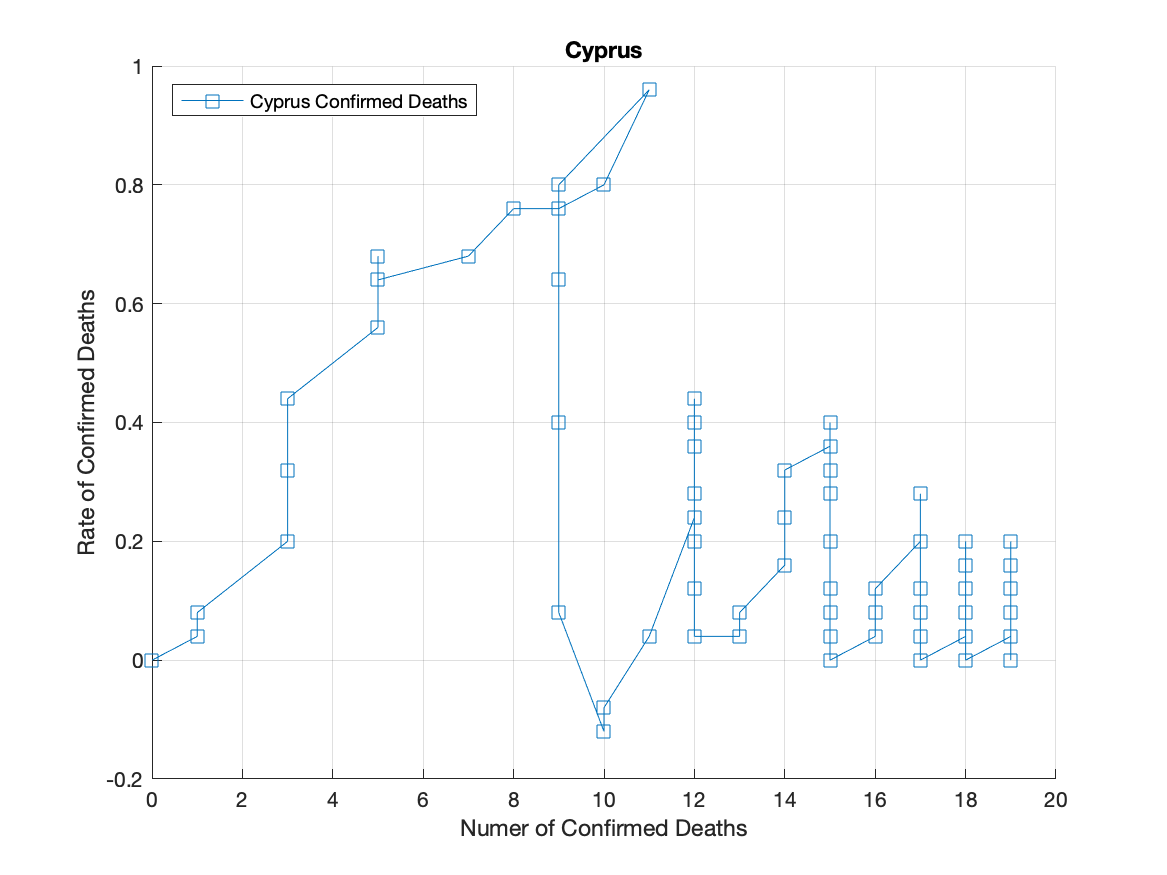 Cyprus
Cyprus Confirmed Deaths
1
0.8
0.6
0.4
0.2
0
-0.2
Rate of Confirmed Deaths
0 2 4 6 8 10 12 14 16 18 20
Numer of Confirmed Deaths